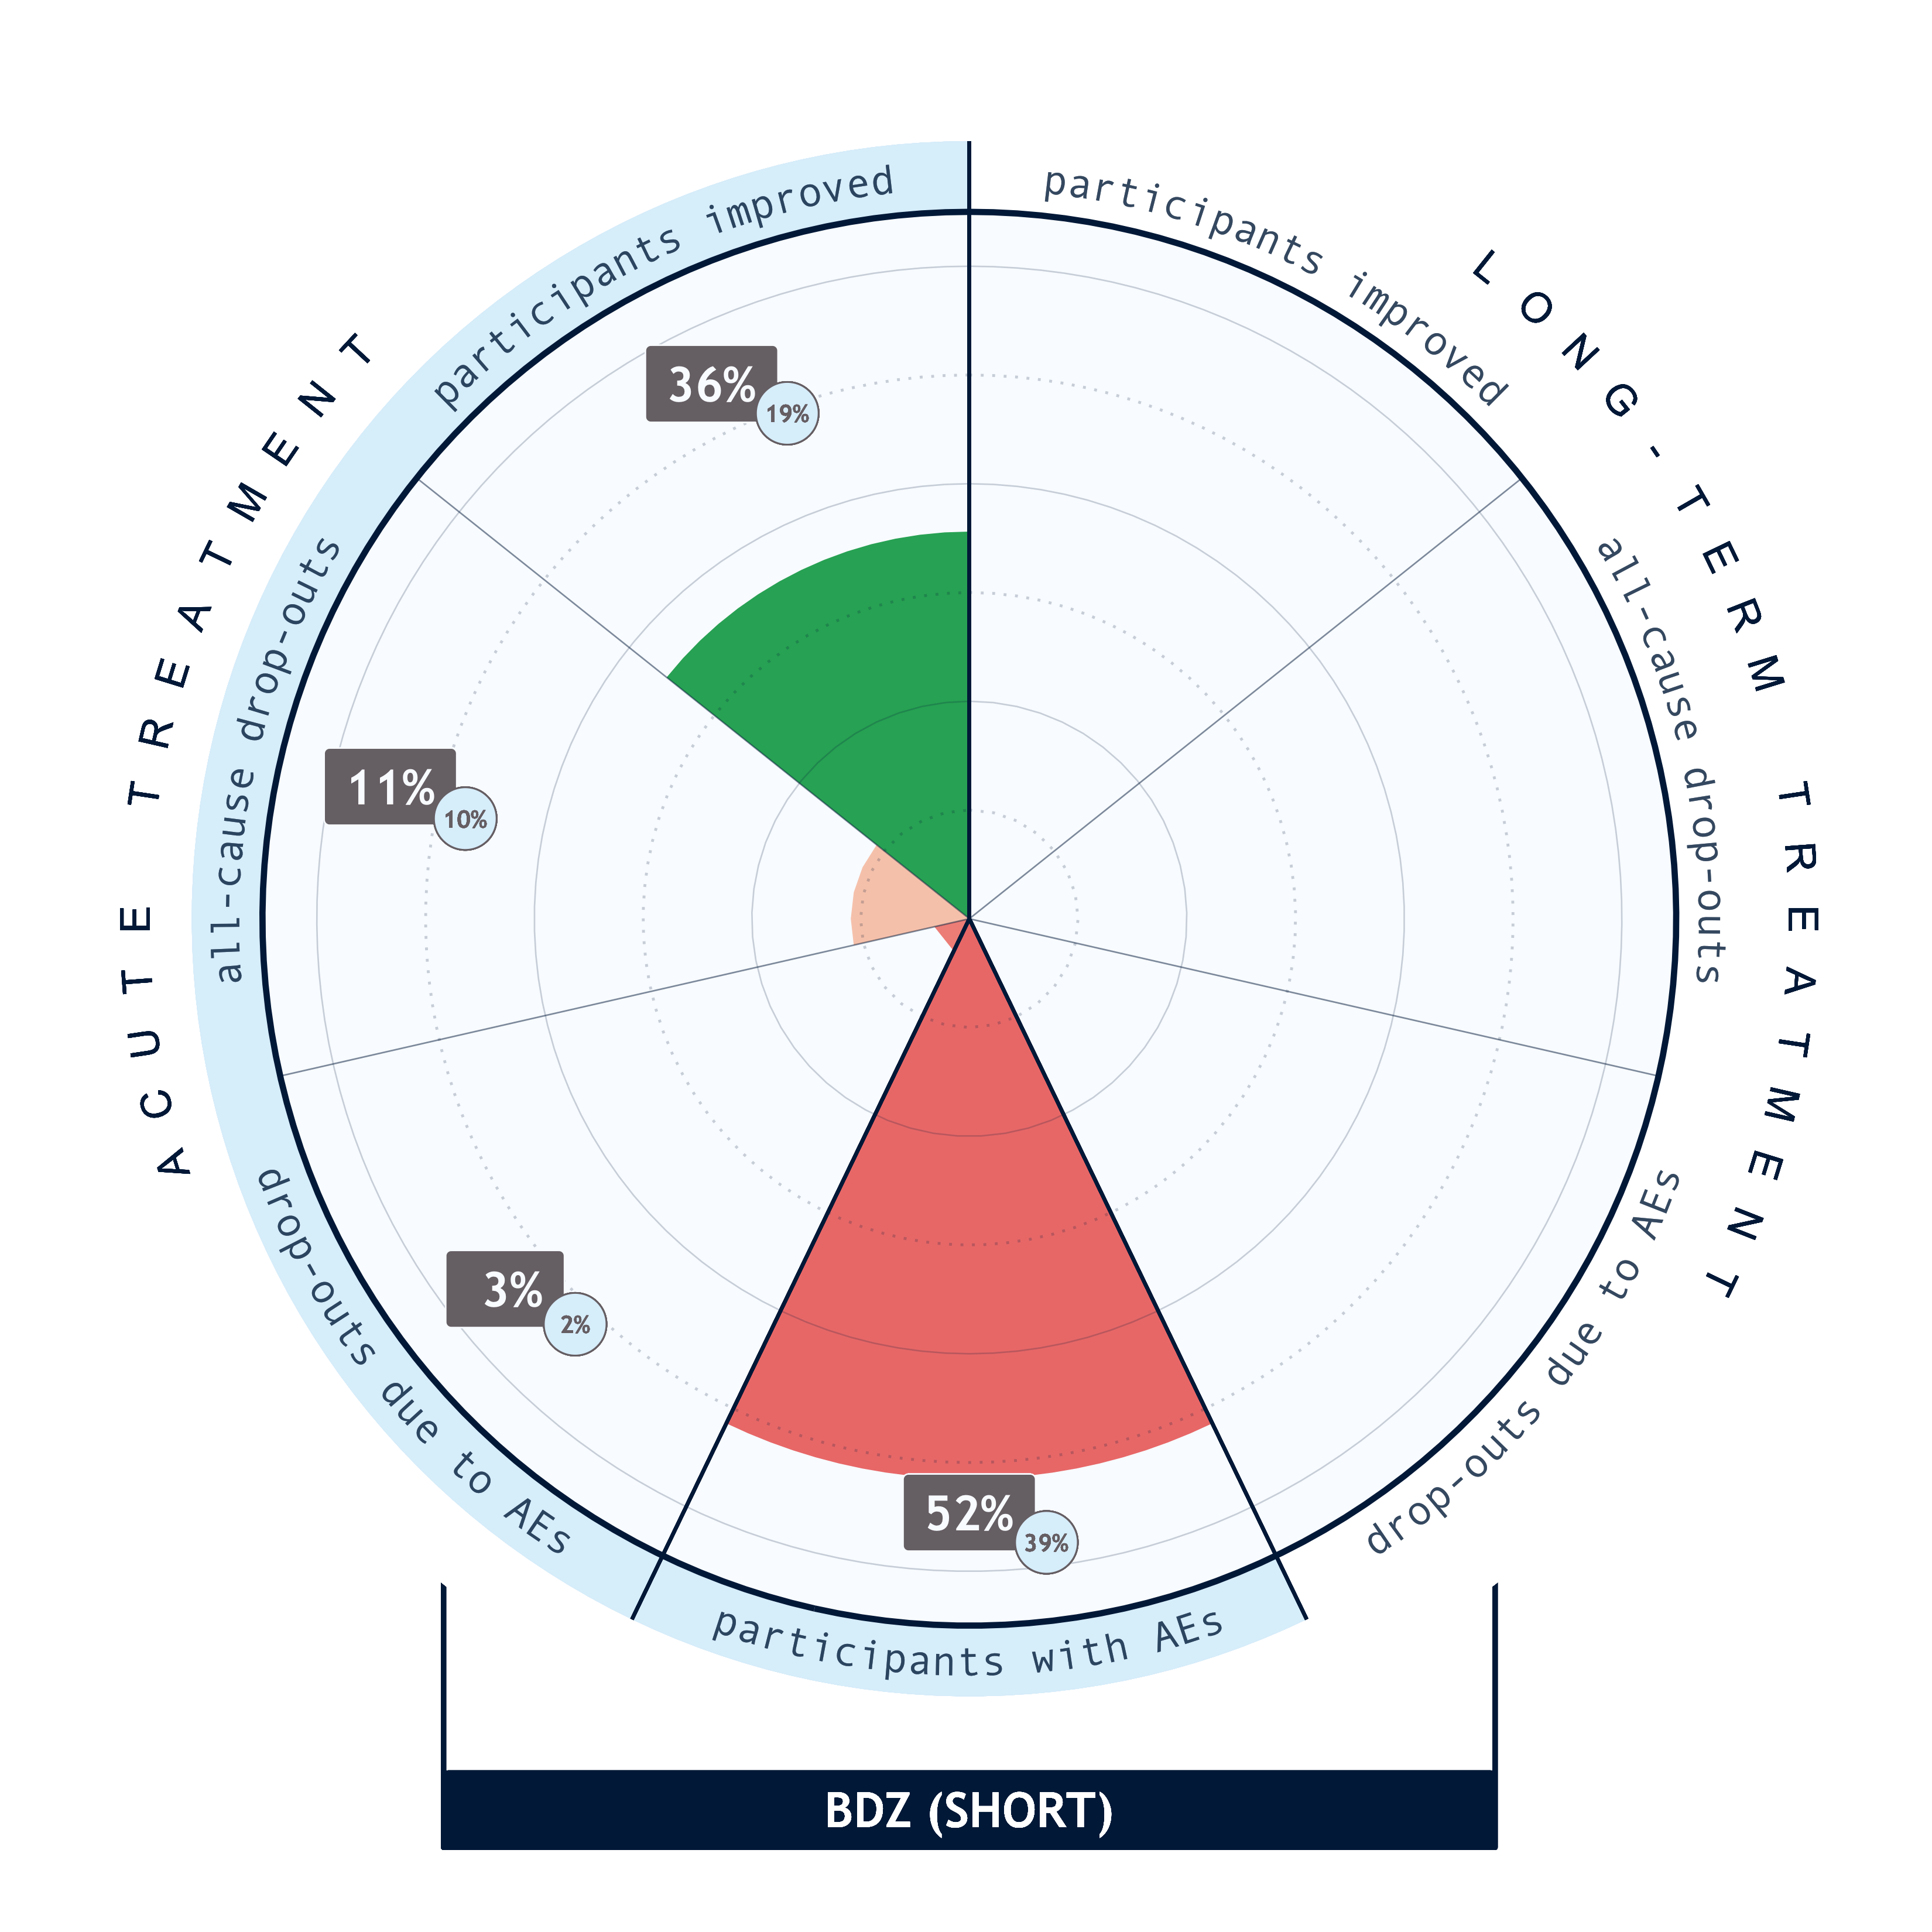 ACUTE TREATMENT
LONG-TERM TREATMENT
participants improved
participants improved
36%
19%
all-cause drop-outs
all-cause drop-outs
11%
10%
drop-outs due to AEs
drop-outs due to AEs
3%
2%
52%
39%
participants with AEs
BDZ (SHORT)